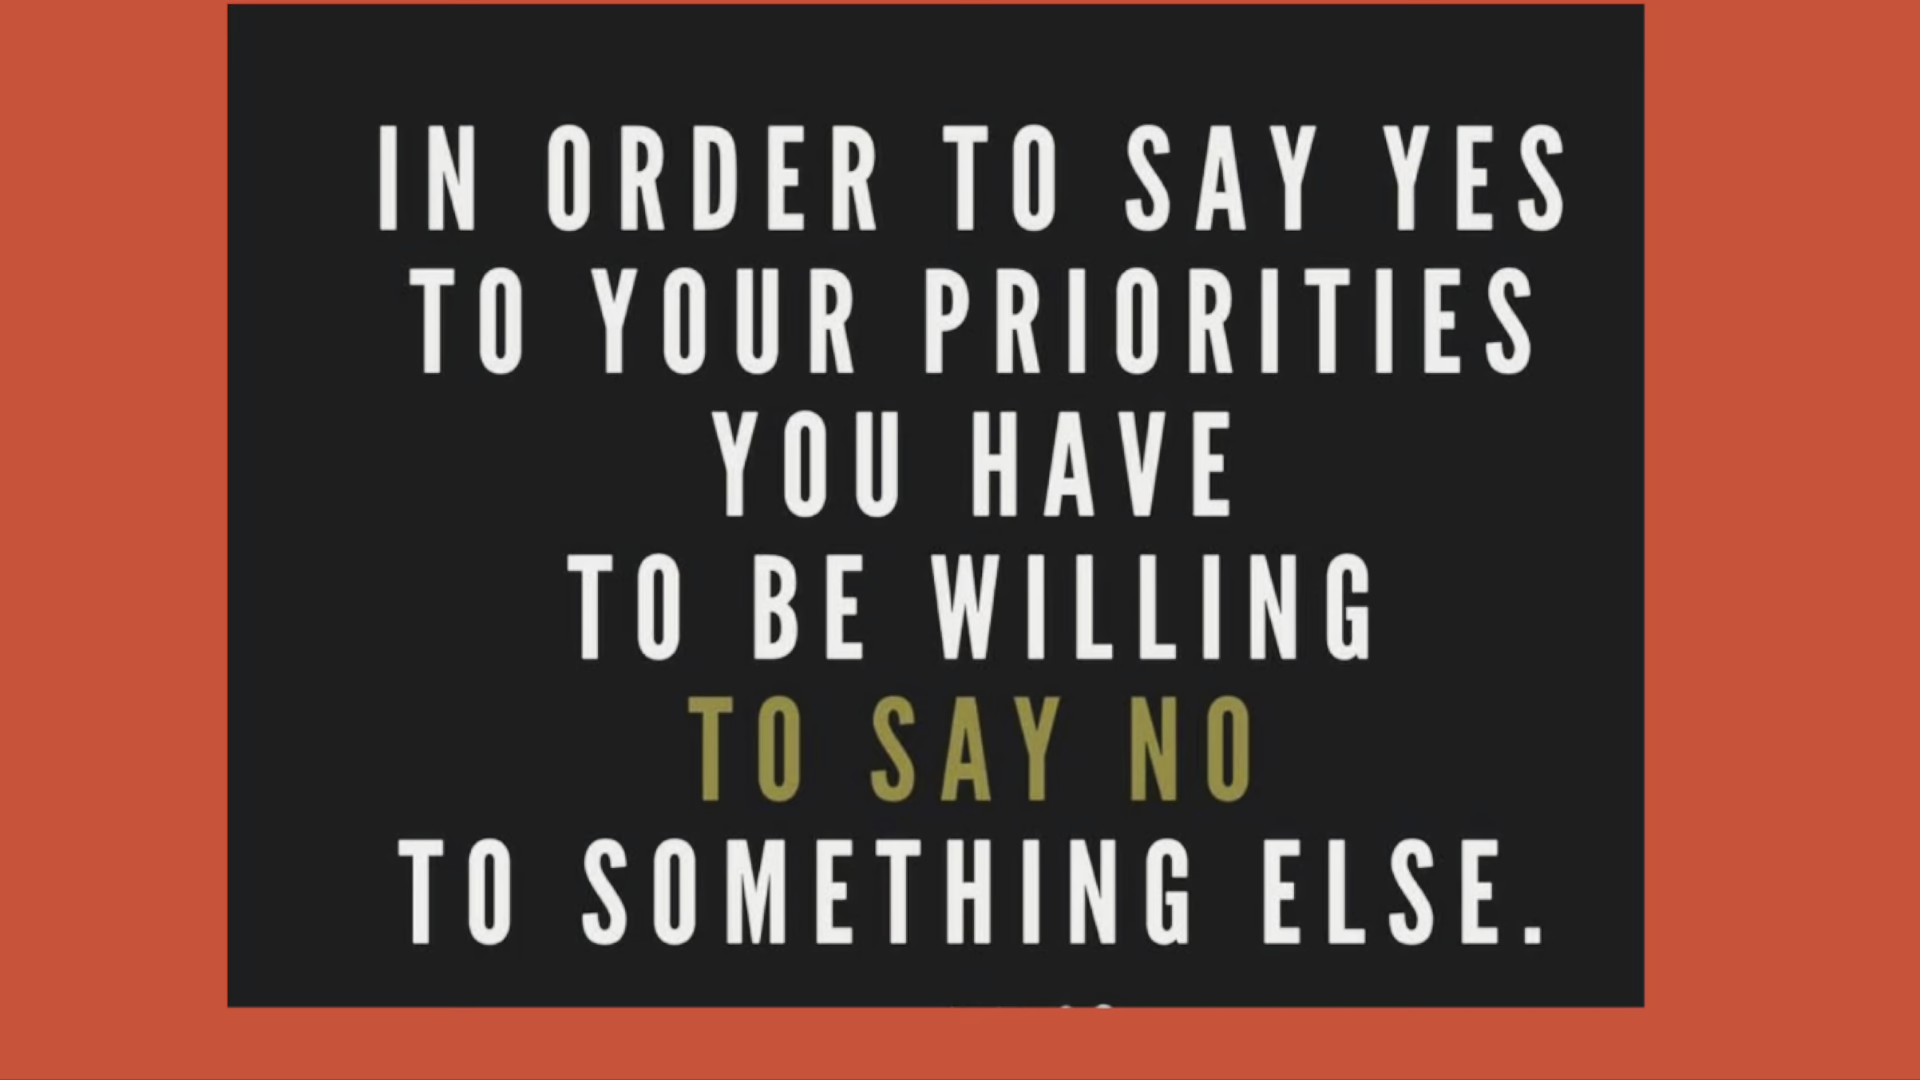 IN ORDER TO SAY YES
TO YOUR PRIORITIES
YOU HAVE
TO BE WILLING
TO SAY NO
TO SOMETHING ELSE.